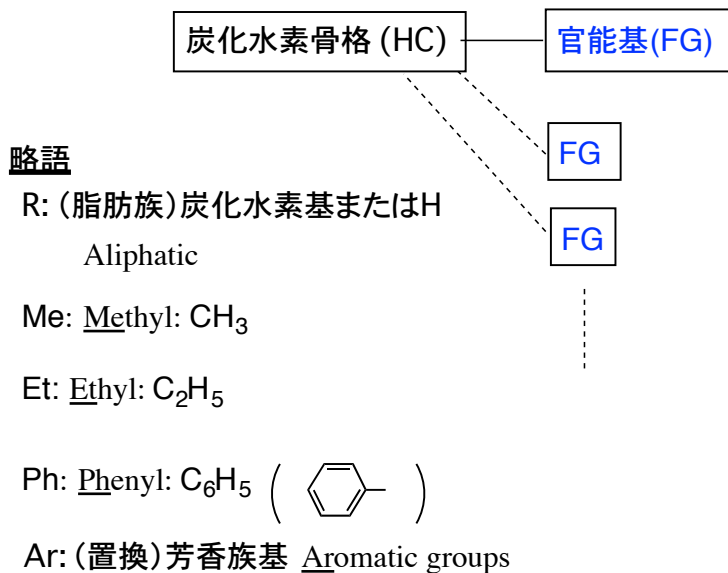 炭化水素骨格 (HC)
官能基(FG)
FG
略語
R: (脂肪族)炭化水素基またはH
FG
Aliphatic
Me: Methyl: CH₃
Et: Ethyl: C₂H₅
Ph: Phenyl: C₆H₅ ( )
Ar: (置換)芳香族基 Aromatic groups